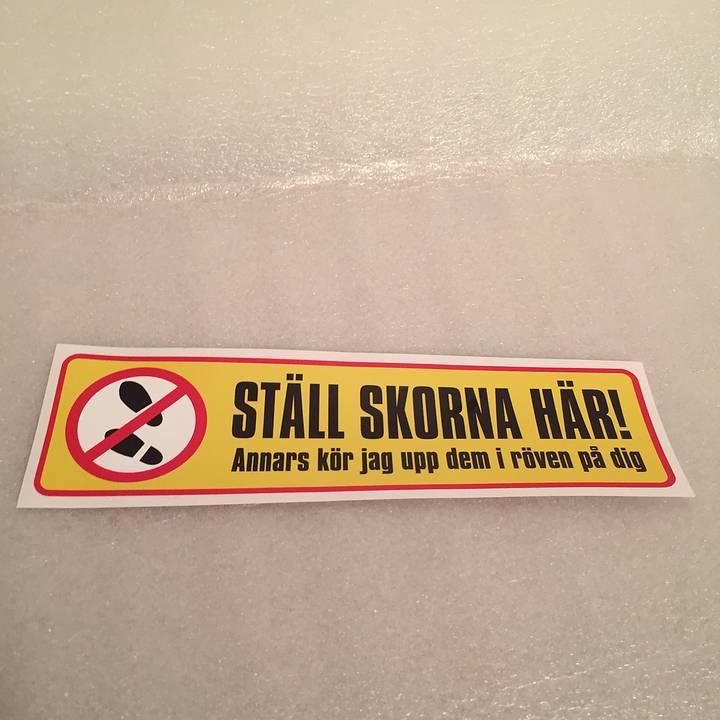 STÄLL SKORNA HÄR!
Annars kör jag upp dem i röven på dig